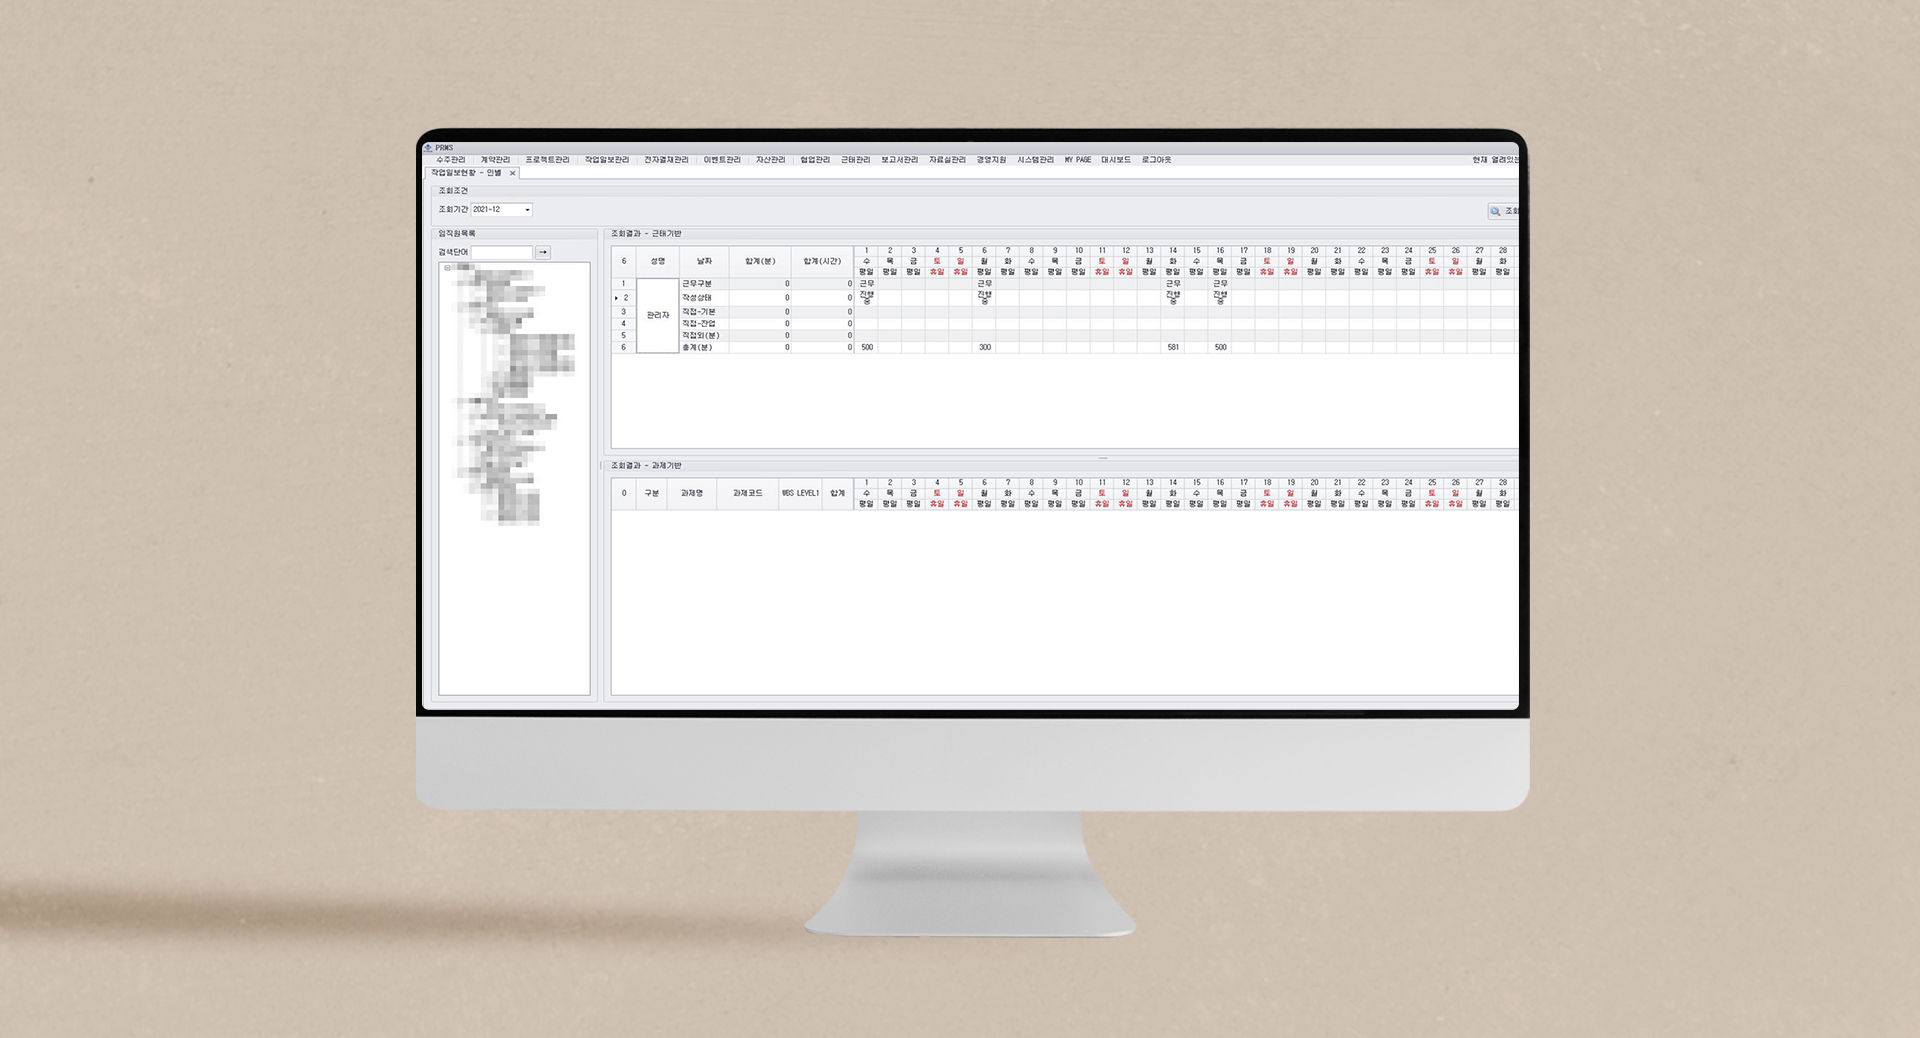 PRMS
수주관리 계약관리 프로젝트관리 작업일보관리 전자결재관리 이벤트관리 자산관리 협업관리 근태관리 보고서관리 자료실관리 경영지원 시스템관리 MY PAGE 대시보드 로그아웃 현재 열려있는
작업일보현황 - 인별
조회조건
조회기간 2021-12 조회
임직원목록
검색단어
조회결과 - 근태기반
6 성명 날짜 합계(분) 합계(시간) 1 2 3 4 5 6 7 8 9 10 11 12 13 14 15 16 17 18 19 20 21 22 23 24 25 26 27 28
수 목 금 토 일 월 화 수 목 금 토 일 월 화 수 목 금 토 일 월 화 수 목 금 토 일 월 화
평일 평일 평일 휴일 휴일 평일 평일 평일 평일 평일 휴일 휴일 평일 평일 평일 평일 평일 휴일 휴일 평일 평일 평일 평일 평일 휴일 휴일 평일 평일
관리자
1 근무구분 0 0 근무 근무 근무 근무
2 작성상태 0 0 진행중 진행중 진행중 진행중
3 직접-기본 0 0
4 직접-잔업 0 0
5 직접외(분) 0 0
6 총계(분) 0 0 500 300 581 500
조회결과 - 과제기반
0 구분 과제명 과제코드 WBS LEVEL1 합계 1 2 3 4 5 6 7 8 9 10 11 12 13 14 15 16 17 18 19 20 21 22 23 24 25 26 27 28
수 목 금 토 일 월 화 수 목 금 토 일 월 화 수 목 금 토 일 월 화 수 목 금 토 일 월 화
평일 평일 평일 휴일 휴일 평일 평일 평일 평일 평일 휴일 휴일 평일 평일 평일 평일 평일 휴일 휴일 평일 평일 평일 평일 평일 휴일 휴일 평일 평일